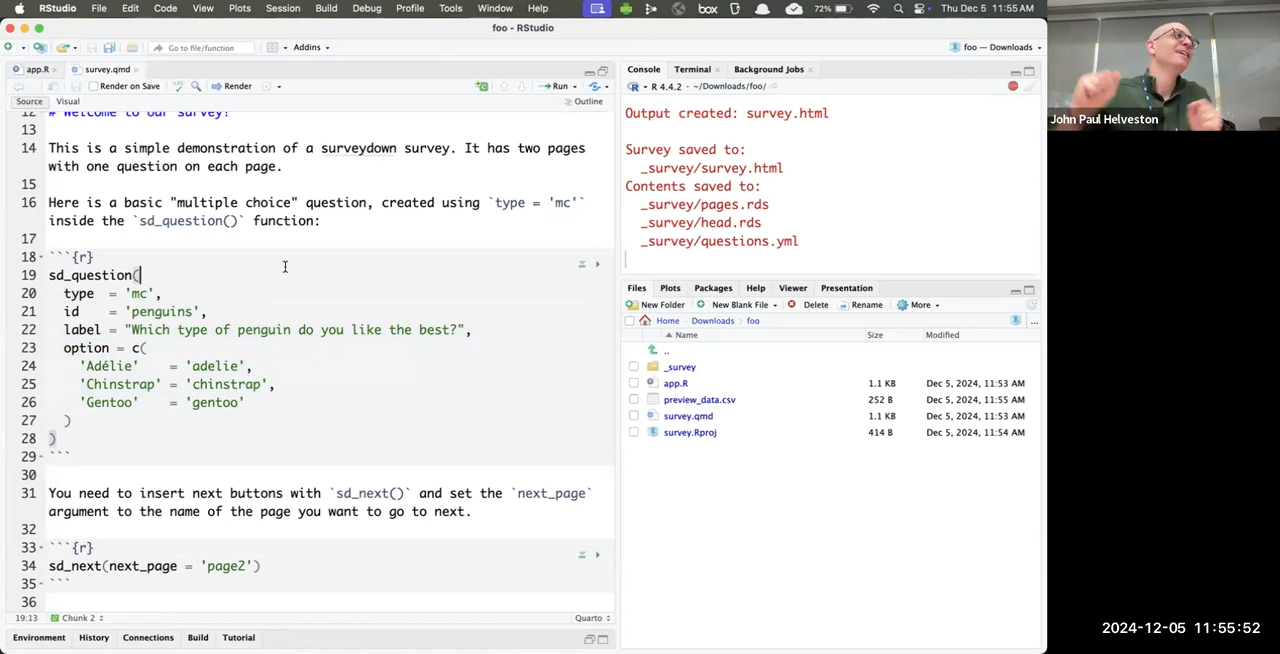 RStudio File Edit Code View Plots Session Build Debug Profile Tools Window Help box 72% Thu Dec 5 11:55 AM
foo - RStudio
Go to file/function Addins foo — Downloads
app.R survey.qmd
Render on Save Render Run
Source Visual Outline
12 # Welcome to our survey!
13
14 This is a simple demonstration of a surveydown survey. It has two pages
with one question on each page.
15
16 Here is a basic "multiple choice" question, created using `type = 'mc'`
inside the `sd_question()` function:
17
18 ```{r}
19 sd_question(
20 type = 'mc',
21 id = 'penguins',
22 label = "Which type of penguin do you like the best?",
23 option = c(
24 'Adélie' = 'adelie',
25 'Chinstrap' = 'chinstrap',
26 'Gentoo' = 'gentoo'
27 )
28 )
29 ```
30
31 You need to insert next buttons with `sd_next()` and set the `next_page`
argument to the name of the page you want to go to next.
32
33 ```{r}
34 sd_next(next_page = 'page2')
35 ```
36
19:13 Chunk 2 Quarto
Environment History Connections Build Tutorial
Console Terminal Background Jobs
R 4.4.2 · ~/Downloads/foo/
Output created: survey.html
Survey saved to:
_survey/survey.html
Contents saved to:
_survey/pages.rds
_survey/head.rds
_survey/questions.yml
Files Plots Packages Help Viewer Presentation
New Folder New Blank File Delete Rename More
Home Downloads foo ...
Name Size Modified
..
_survey
app.R 1.1 KB Dec 5, 2024, 11:53 AM
preview_data.csv 252 B Dec 5, 2024, 11:55 AM
survey.qmd 1.1 KB Dec 5, 2024, 11:53 AM
survey.Rproj 414 B Dec 5, 2024, 11:54 AM
John Paul Helveston
2024-12-05 11:55:52